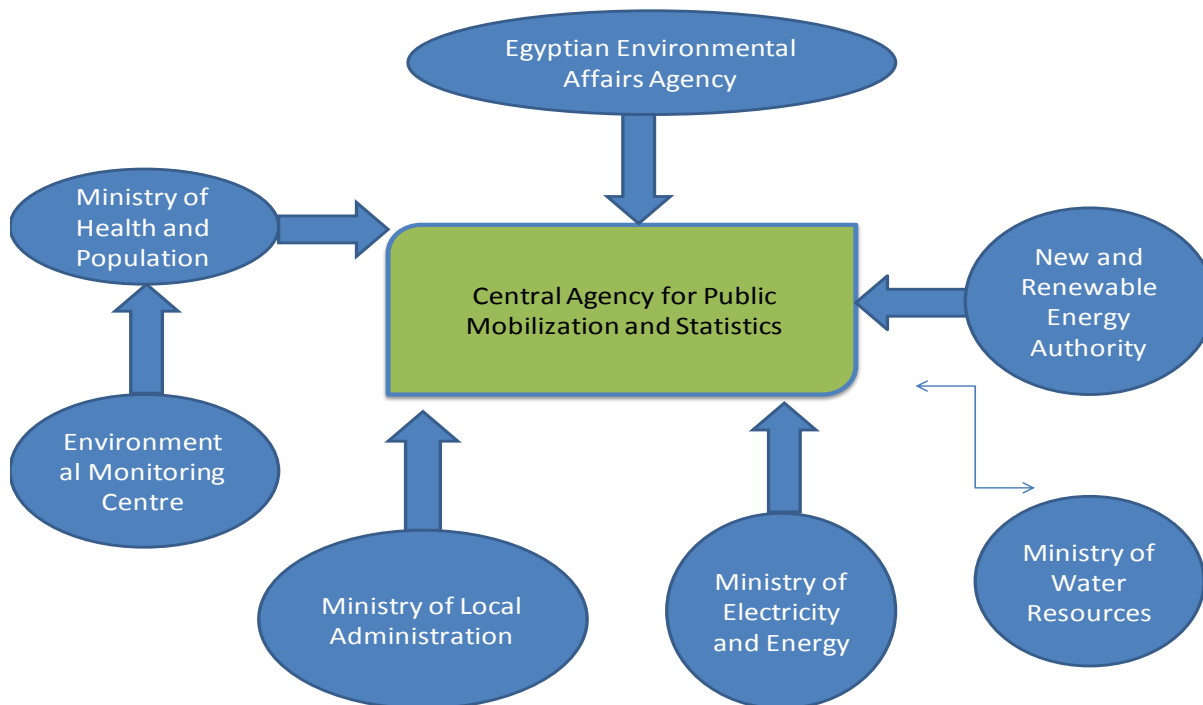 Egyptian Environmental
Affairs Agency
Ministry of
Health and
Population
New and
Renewable
Energy
Authority
Central Agency for Public
Mobilization and Statistics
Environment
al Monitoring
Centre
Ministry of Local
Administration
Ministry of
Electricity
and Energy
Ministry of
Water
Resources